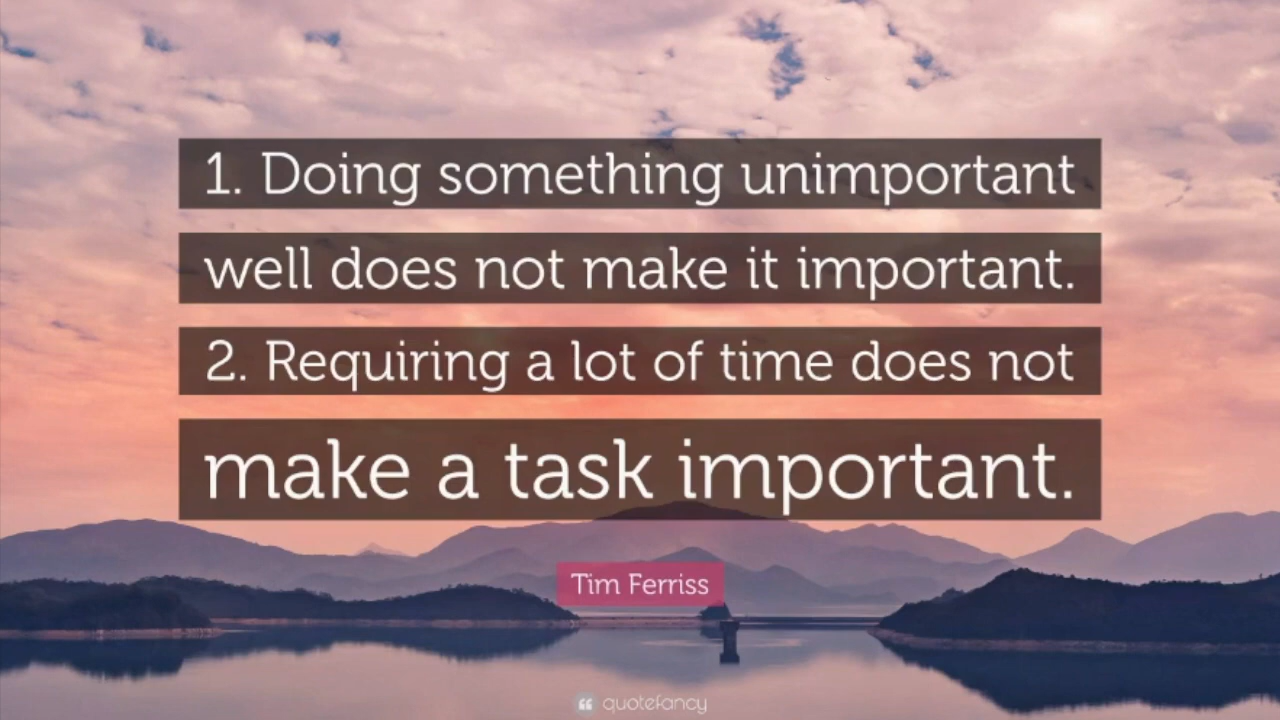 1. Doing something unimportant
well does not make it important.
2. Requiring a lot of time does not
make a task important.
Tim Ferriss
quotefancy